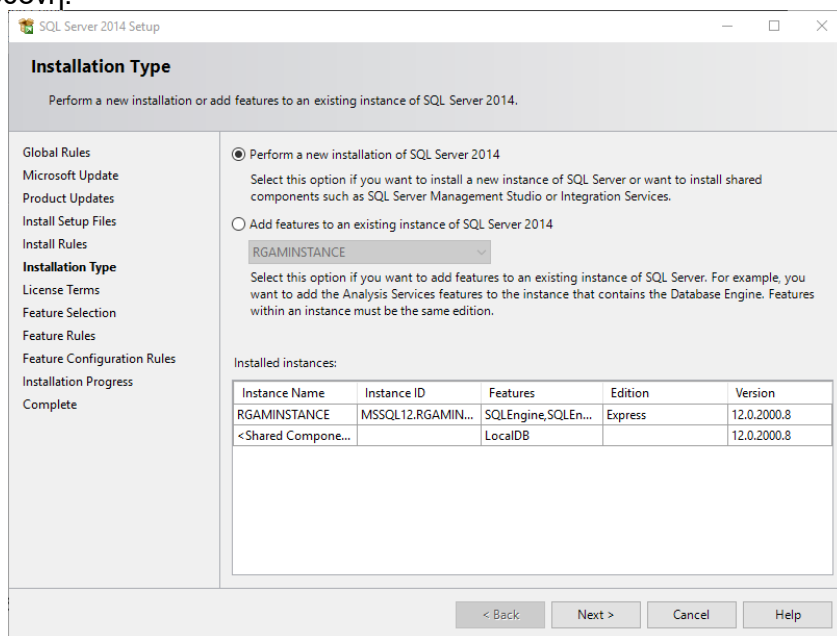 SQL Server 2014 Setup
Installation Type
Perform a new installation or add features to an existing instance of SQL Server 2014.
Global Rules
Microsoft Update
Product Updates
Install Setup Files
Install Rules
Installation Type
License Terms
Feature Selection
Feature Rules
Feature Configuration Rules
Installation Progress
Complete
Perform a new installation of SQL Server 2014
Select this option if you want to install a new instance of SQL Server or want to install shared
components such as SQL Server Management Studio or Integration Services.
Add features to an existing instance of SQL Server 2014
RGAMINSTANCE
Select this option if you want to add features to an existing instance of SQL Server. For example, you
want to add the Analysis Services features to the instance that contains the Database Engine. Features
within an instance must be the same edition.
Installed instances:
Instance Name Instance ID Features Edition Version
RGAMINSTANCE MSSQL12.RGAMIN... SQLEngine,SQLEn... Express 12.0.2000.8
<Shared Compone... LocalDB 12.0.2000.8
< Back Next > Cancel Help